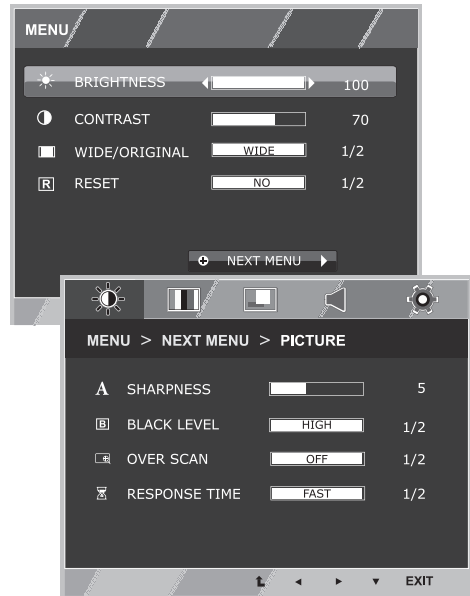 MENU
BRIGHTNESS 100
CONTRAST 70
WIDE/ORIGINAL WIDE 1/2
R RESET NO 1/2
NEXT MENU
MENU > NEXT MENU > PICTURE
A SHARPNESS 5
B BLACK LEVEL HIGH 1/2
OVER SCAN OFF 1/2
RESPONSE TIME FAST 1/2
EXIT